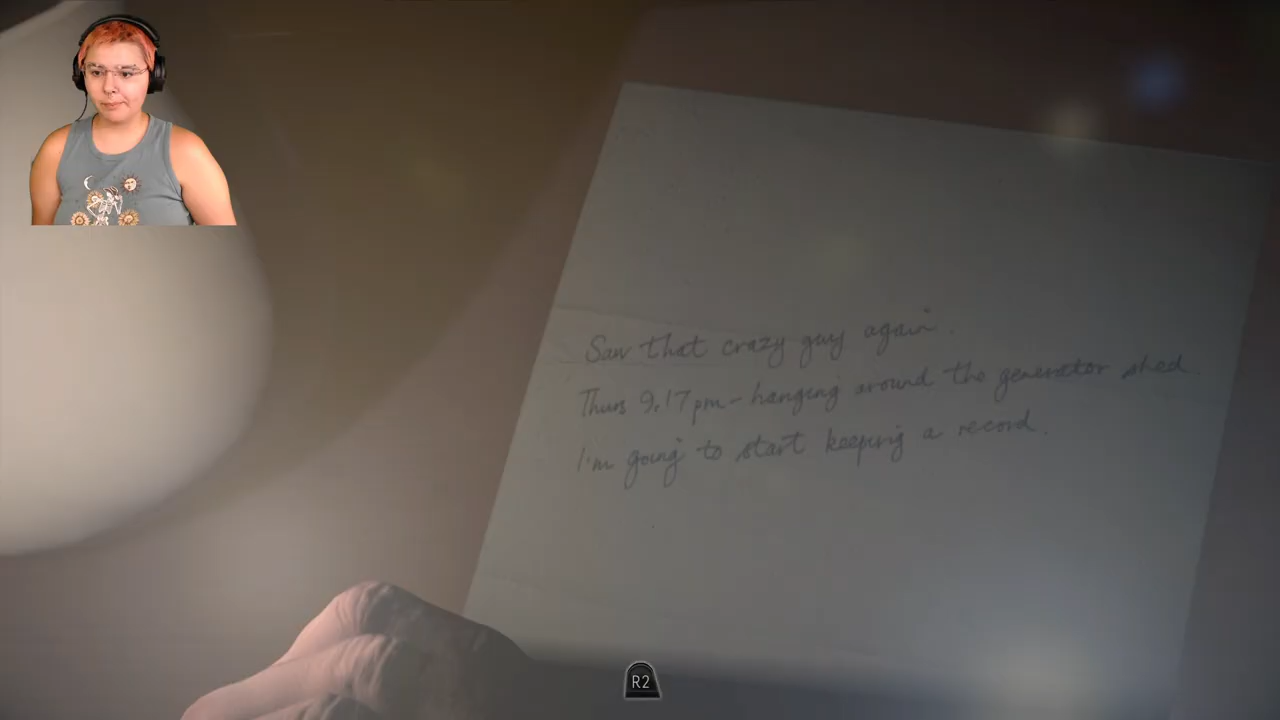 Saw that crazy guy again.
Thurs 9.17pm - hanging around the generator shed.
I'm going to start keeping a record.
R2